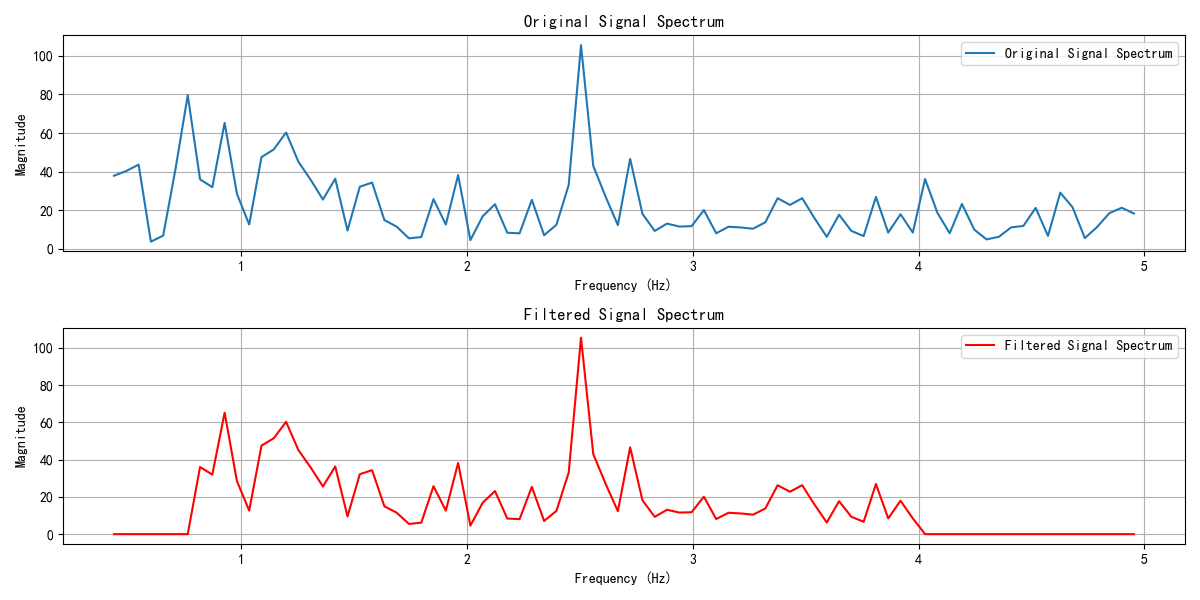 Original Signal Spectrum
Original Signal Spectrum
Magnitude
100
80
60
40
20
0
1
2
3
4
5
Frequency (Hz)
Filtered Signal Spectrum
Filtered Signal Spectrum
Magnitude
100
80
60
40
20
0
1
2
3
4
5
Frequency (Hz)